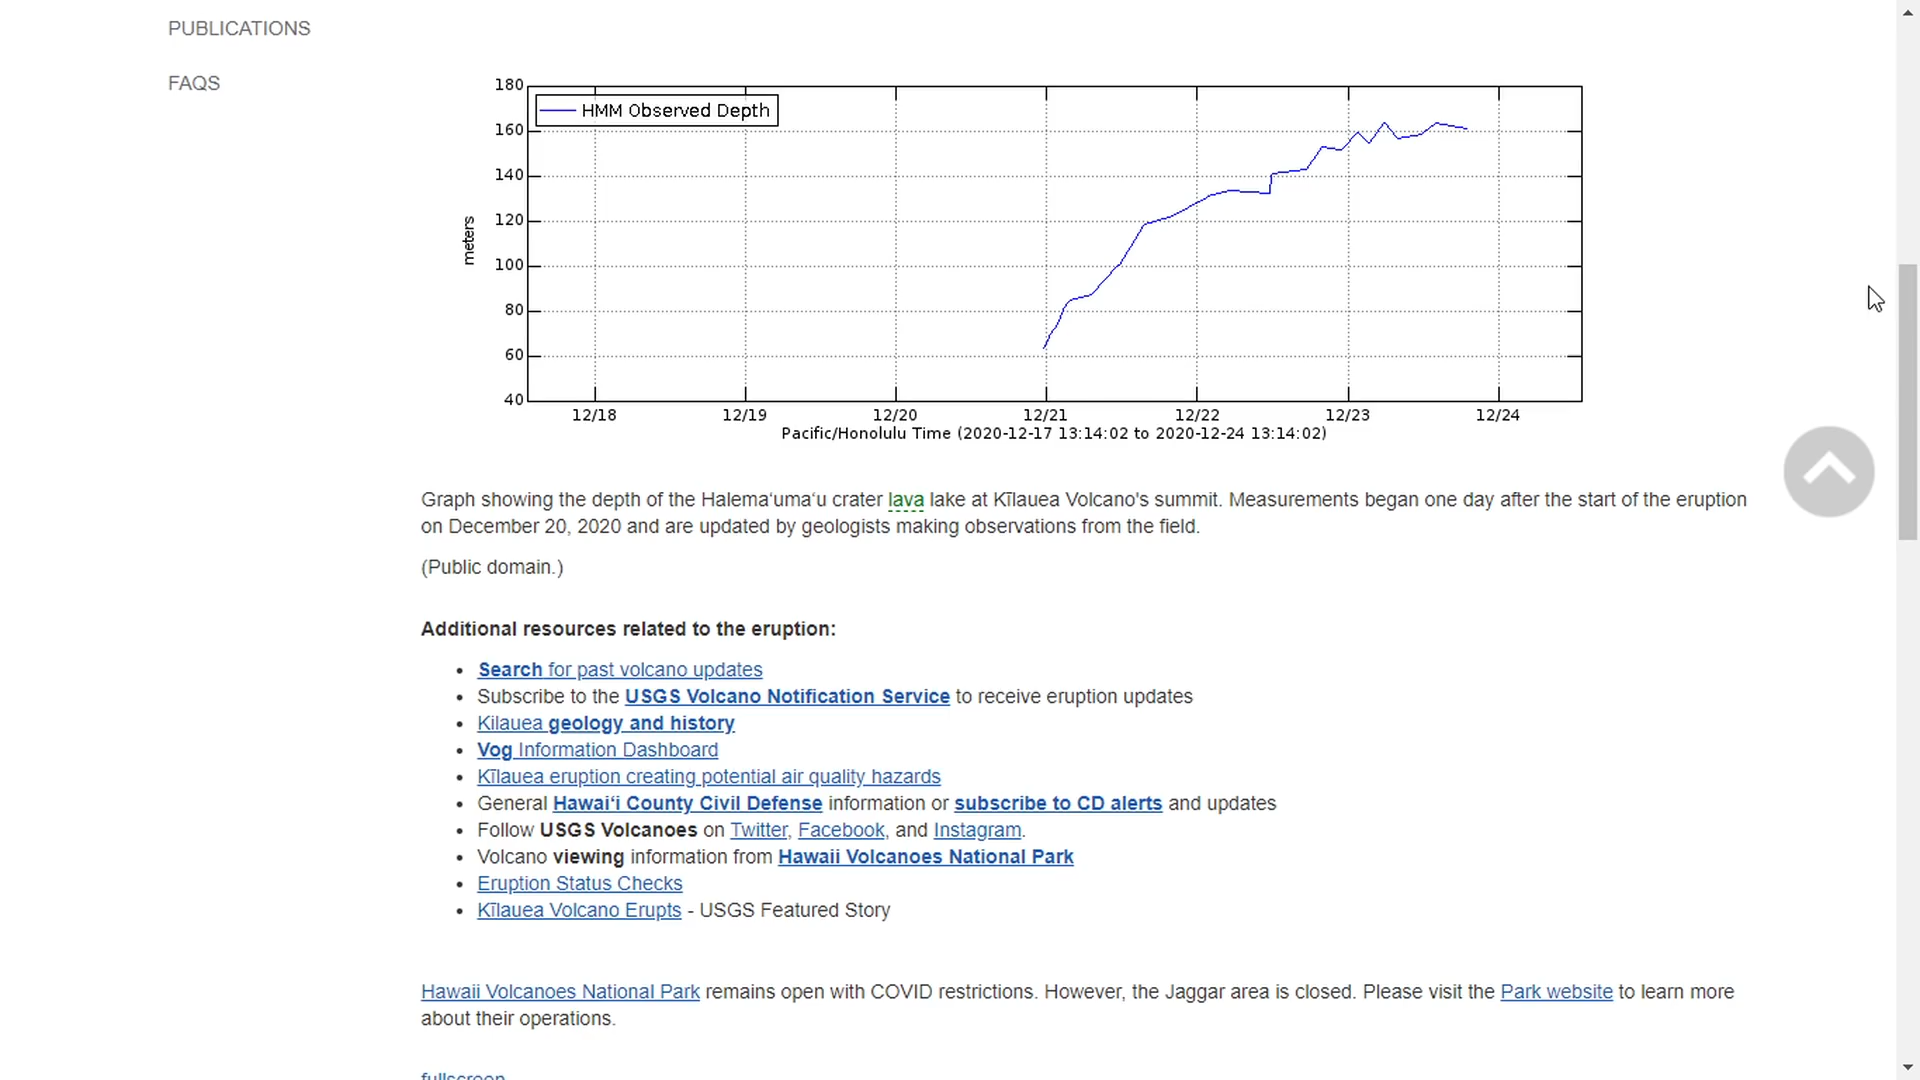 PUBLICATIONS
FAQS
180
160
140
120
100
80
60
40
meters
HMM Observed Depth
12/18 12/19 12/20 12/21 12/22 12/23 12/24
Pacific/Honolulu Time (2020-12-17 13:14:02 to 2020-12-24 13:14:02)
Graph showing the depth of the Halemaʻumaʻu crater lava lake at Kīlauea Volcano's summit. Measurements began one day after the start of the eruption
on December 20, 2020 and are updated by geologists making observations from the field.
(Public domain.)
Additional resources related to the eruption:
• Search for past volcano updates
• Subscribe to the USGS Volcano Notification Service to receive eruption updates
• Kilauea geology and history
• Vog Information Dashboard
• Kīlauea eruption creating potential air quality hazards
• General Hawaiʻi County Civil Defense information or subscribe to CD alerts and updates
• Follow USGS Volcanoes on Twitter, Facebook, and Instagram.
• Volcano viewing information from Hawaii Volcanoes National Park
• Eruption Status Checks
• Kīlauea Volcano Erupts - USGS Featured Story
Hawaii Volcanoes National Park remains open with COVID restrictions. However, the Jaggar area is closed. Please visit the Park website to learn more
about their operations.
fullscreen